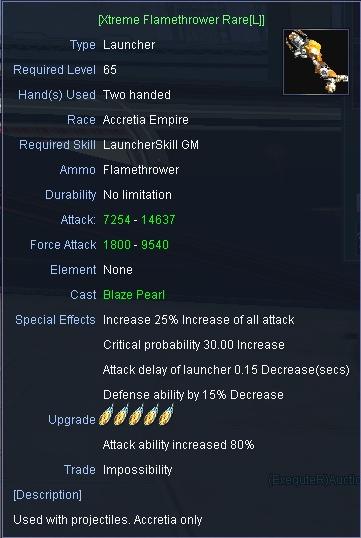 [Xtreme Flamethrower Rare[L]]
Type Launcher
Required Level 65
Hand(s) Used Two handed
Race Accretia Empire
Required Skill LauncherSkill GM
Ammo Flamethrower
Durability No limitation
Attack: 7254 - 14637
Force Attack 1800 - 9540
Element None
Cast Blaze Pearl
Special Effects Increase 25% Increase of all attack
Critical probability 30.00 Increase
Attack delay of launcher 0.15 Decrease(secs)
Defense ability by 15% Decrease
Upgrade
Attack ability increased 80%
Trade Impossibility
(ExequteR)Auctio
[Description]
Used with projectiles. Accretia only